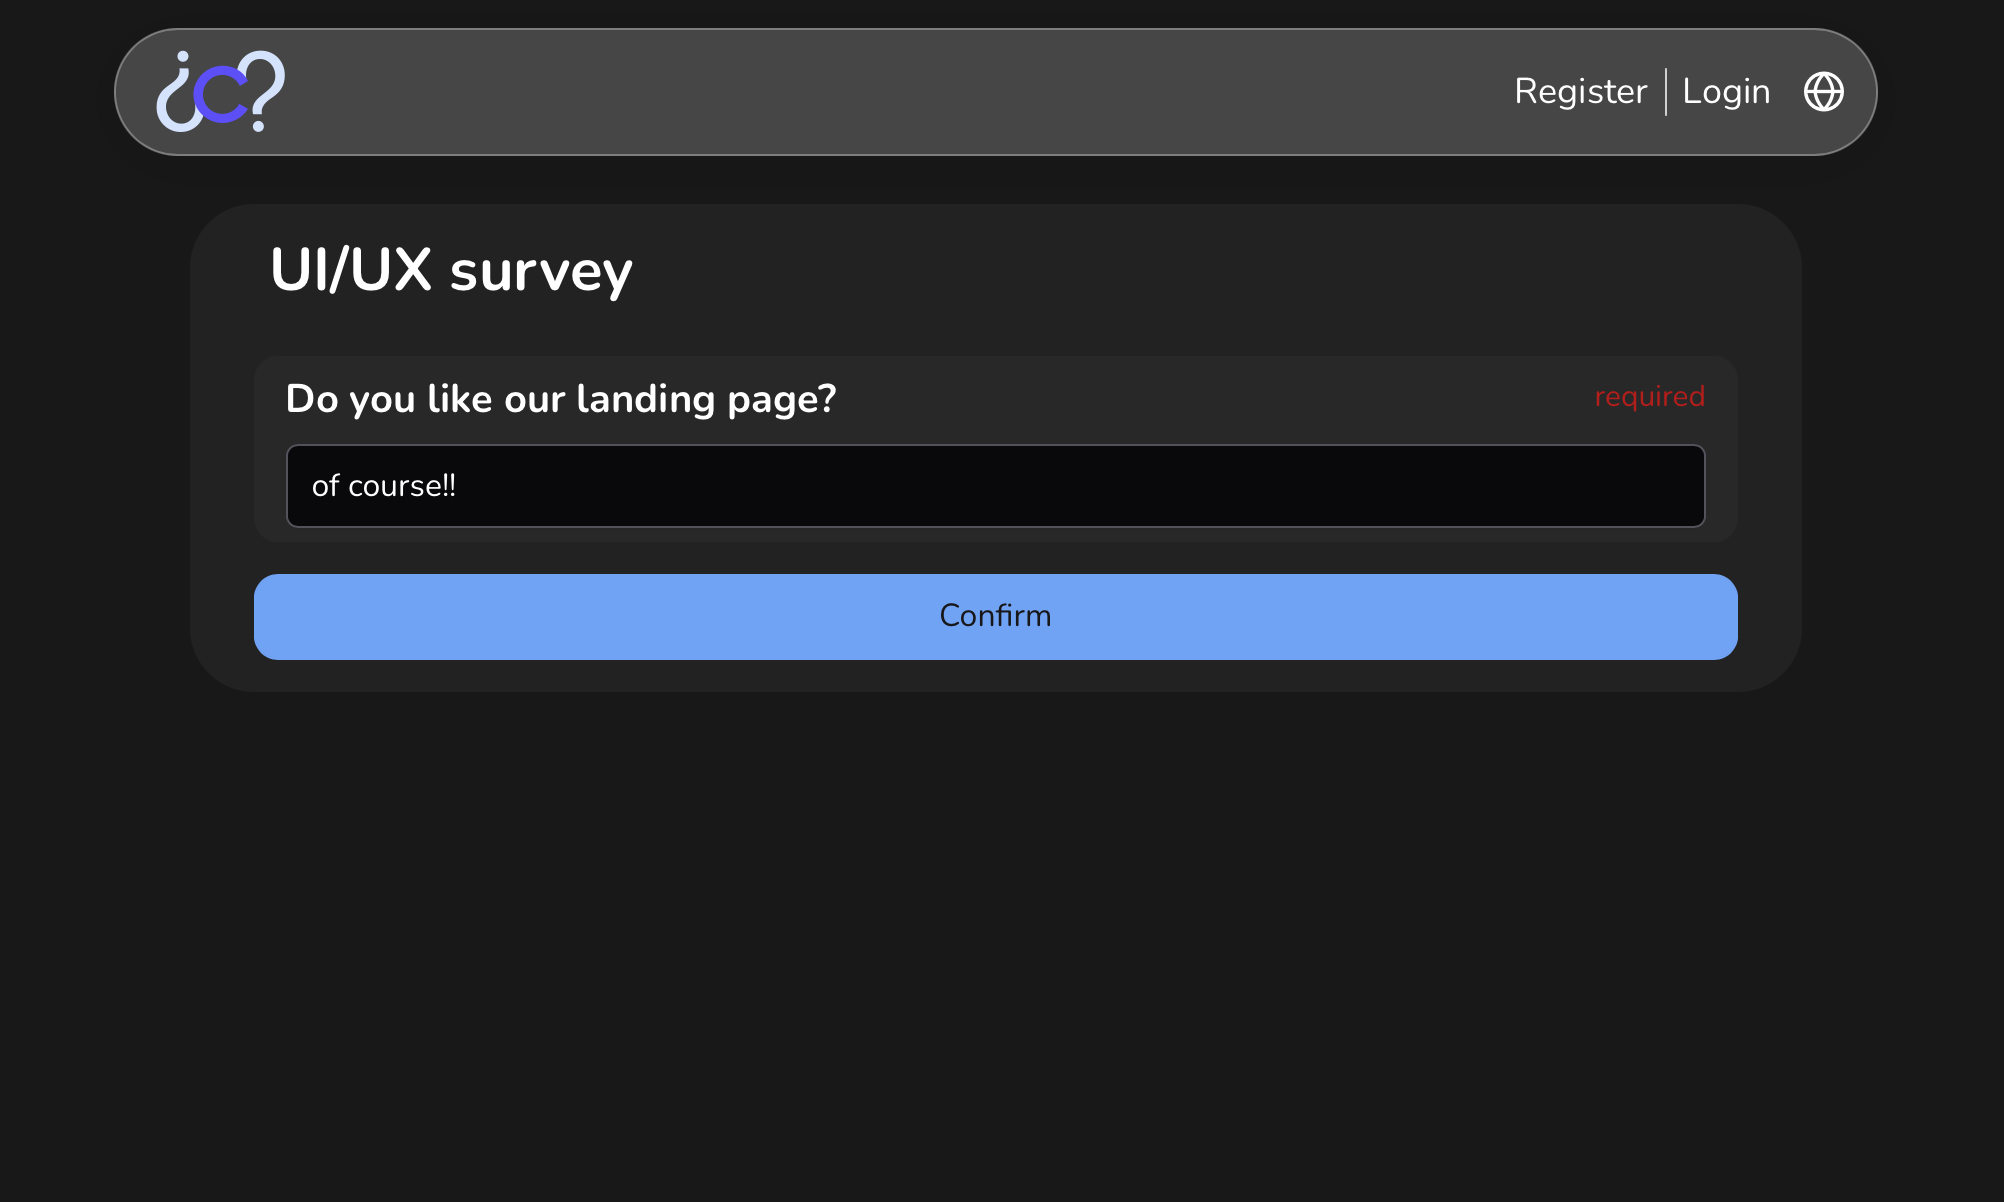 ¿C?
Register | Login
UI/UX survey
Do you like our landing page?
required
of course!!
Confirm